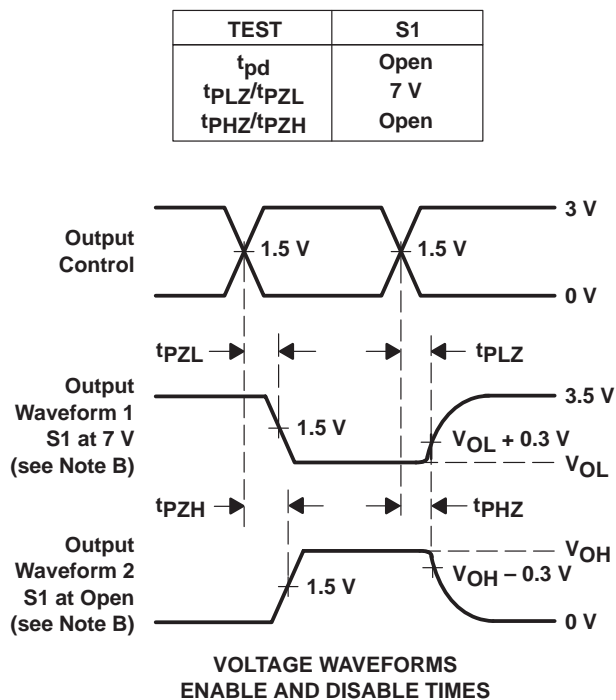 TEST S1
tpd Open
tPLZ/tPZL 7 V
tPHZ/tPZH Open
3 V
Output
Control
1.5 V 1.5 V
0 V
tPZL tPLZ
Output
Waveform 1
S1 at 7 V
(see Note B)
3.5 V
1.5 V
VOL + 0.3 V
VOL
tPZH tPHZ
Output
Waveform 2
S1 at Open
(see Note B)
VOH
1.5 V
VOH – 0.3 V
0 V
VOLTAGE WAVEFORMS
ENABLE AND DISABLE TIMES